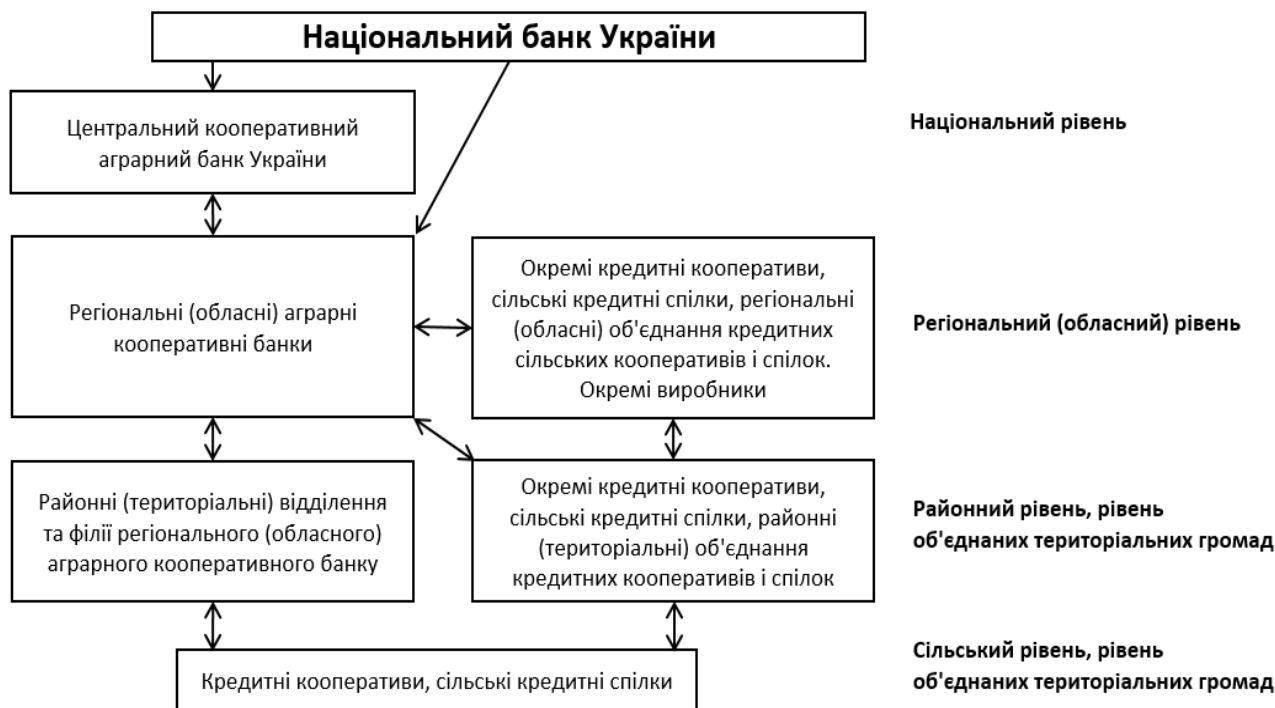 Національний банк України
Центральний кооперативний
аграрний банк України
Національний рівень
Регіональні (обласні) аграрні
кооперативні банки
Окремі кредитні кооперативи,
сільські кредитні спілки, регіональні
(обласні) об'єднання кредитних
сільських кооперативів і спілок.
Окремі виробники
Регіональний (обласний) рівень
Районні (територіальні) відділення
та філії регіонального (обласного)
аграрного кооперативного банку
Окремі кредитні кооперативи,
сільські кредитні спілки, районні
(територіальні) об'єднання
кредитних кооперативів і спілок
Районний рівень, рівень
об'єднаних територіальних громад
Кредитні кооперативи, сільські кредитні спілки
Сільський рівень, рівень
об'єднаних територіальних громад